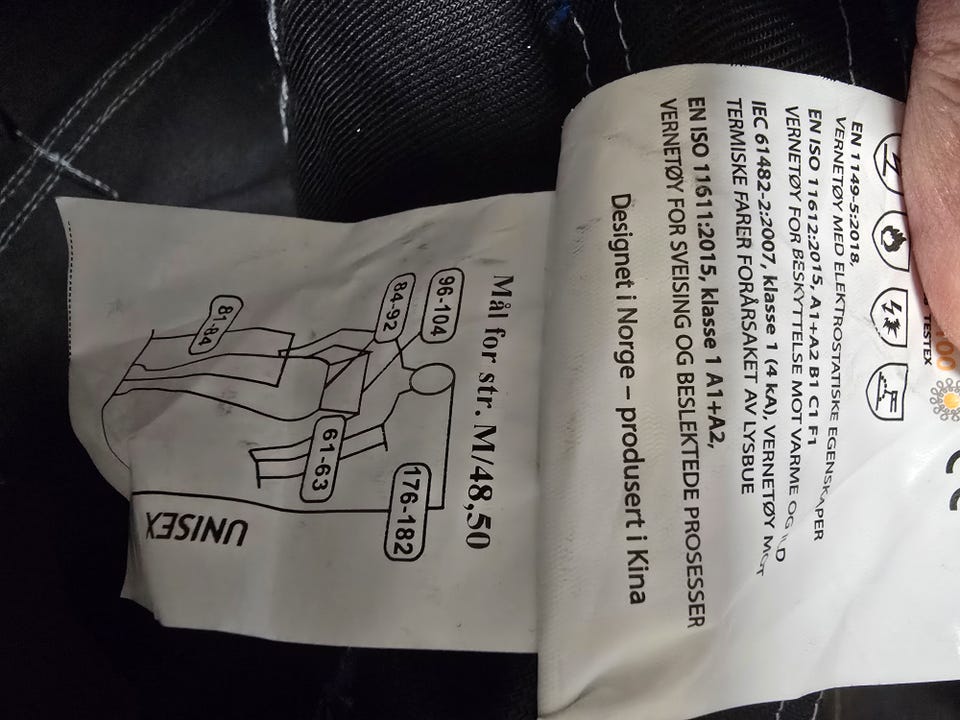 TESTEX
EN 1149-5:2018,
VERNETØY MED ELEKTROSTATISKE EGENSKAPER
EN ISO 11612:2015, A1+A2 B1 C1 F1
VERNETØY FOR BESKYTTELSE MOT VARME OG ILD
IEC 61482-2:2007, klasse 1 (4 kA), VERNETØY MOT
TERMISKE FARER FORÅRSAKET AV LYSBUE
EN ISO 11611:2015, klasse 1 A1+A2,
VERNETØY FOR SVEISING OG BESLEKTEDE PROSESSER
Designet i Norge – produsert i Kina
Mål for str. M/48,50
176-182
96-104
84-92
61-63
81-84
UNISEX